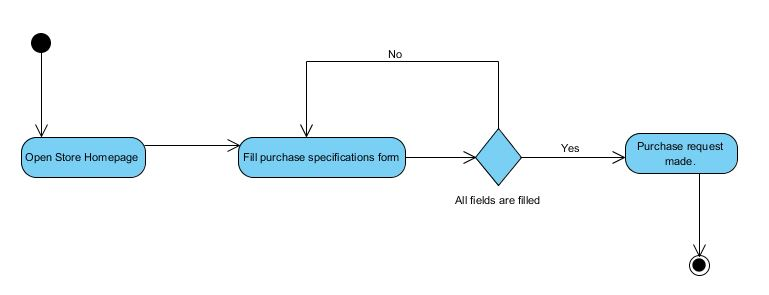 No
Open Store Homepage
Fill purchase specifications form
Yes
Purchase request
made.
All fields are filled